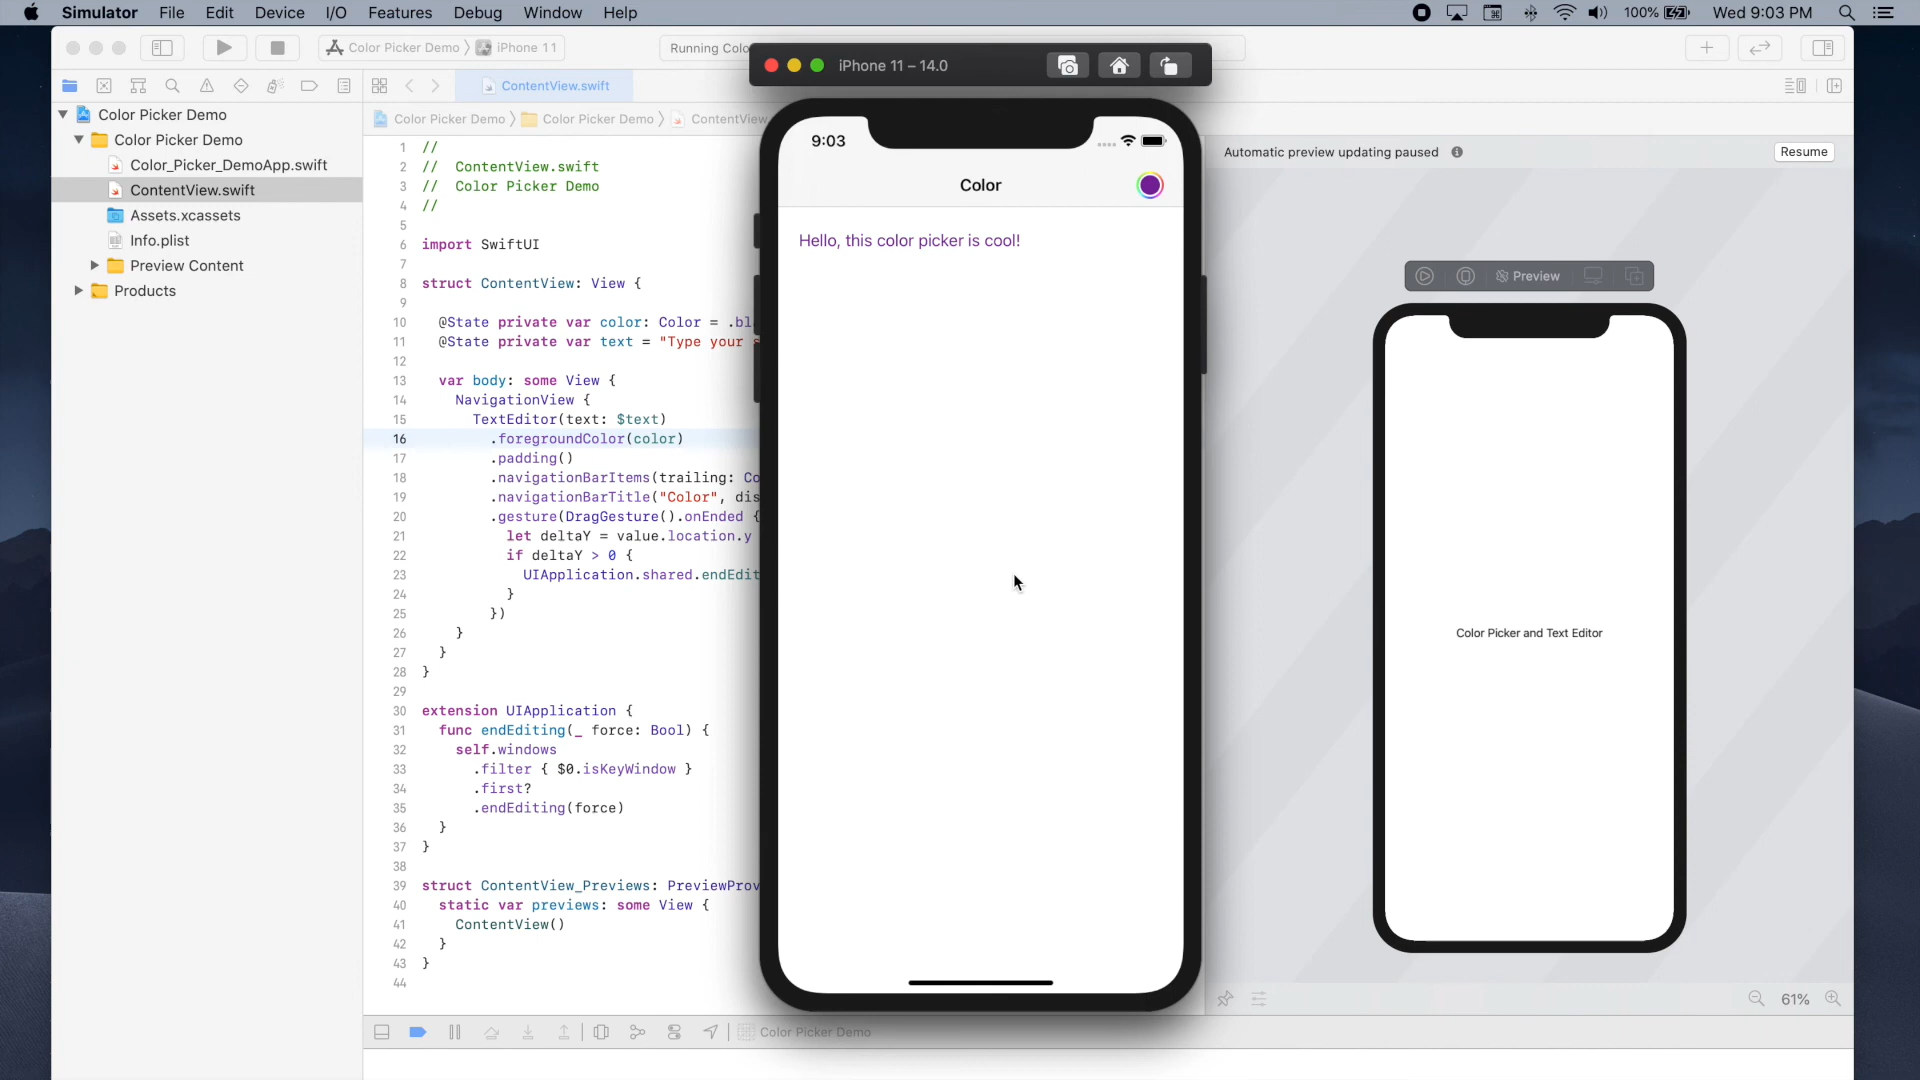 Simulator File Edit Device I/O Features Debug Window Help 100% Wed 9:03 PM
Color Picker Demo iPhone 11
Running Colo
iPhone 11 – 14.0
ContentView.swift
Color Picker Demo
Color Picker Demo
Color_Picker_DemoApp.swift
ContentView.swift
Assets.xcassets
Info.plist
Preview Content
Products
Color Picker Demo Color Picker Demo ContentView
1 //
2 // ContentView.swift
3 // Color Picker Demo
4 //
5
6 import SwiftUI
7
8 struct ContentView: View {
9
10 @State private var color: Color = .bl
11 @State private var text = "Type your s
12
13 var body: some View {
14 NavigationView {
15 TextEditor(text: $text)
16 .foregroundColor(color)
17 .padding()
18 .navigationBarItems(trailing: Co
19 .navigationBarTitle("Color", dis
20 .gesture(DragGesture().onEnded {
21 let deltaY = value.location.y
22 if deltaY > 0 {
23 UIApplication.shared.endEdit
24 }
25 })
26 }
27 }
28 }
29
30 extension UIApplication {
31 func endEditing(_ force: Bool) {
32 self.windows
33 .filter { $0.isKeyWindow }
34 .first?
35 .endEditing(force)
36 }
37 }
38
39 struct ContentView_Previews: PreviewProv
40 static var previews: some View {
41 ContentView()
42 }
43 }
44
9:03
Color
Hello, this color picker is cool!
Automatic preview updating paused
Resume
Preview
Color Picker and Text Editor
61%
Color Picker Demo